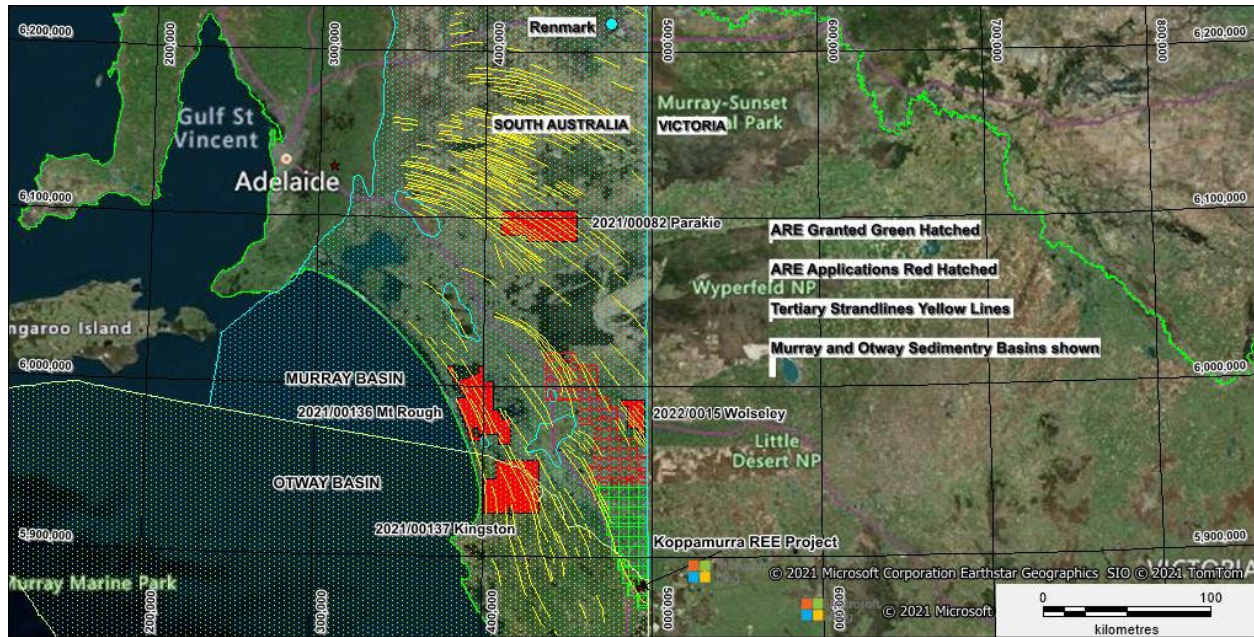 6,200,000
200,000
300,000
400,000
Renmark
500,000
600,000
700,000
800,000
6,200,000
Gulf St
Vincent
SOUTH AUSTRALIA
Murray-Sunset
al Park
VICTORIA
Adelaide
6,100,000
2021/00082 Parakie
6,100,000
ARE Granted Green Hatched
ARE Applications Red Hatched
Wyperfeld NP
Tertiary Strandlines Yellow Lines
ngaroo Island
Murray and Otway Sedimentry Basins shown
6,000,000
6,000,000
MURRAY BASIN
2021/00136 Mt Rough
2022/0015 Wolseley
Little
Desert NP
OTWAY BASIN
2021/00137 Kingston
5,900,000
5,900,000
Koppamurra REE Project
Murray Marine Park
VICTORIA
© 2021 Microsoft Corporation Earthstar Geographics SIO © 2021 TomTom
© 2021 Microsoft
200,000
300,000
400,000
500,000
600,000
0
100
kilometres